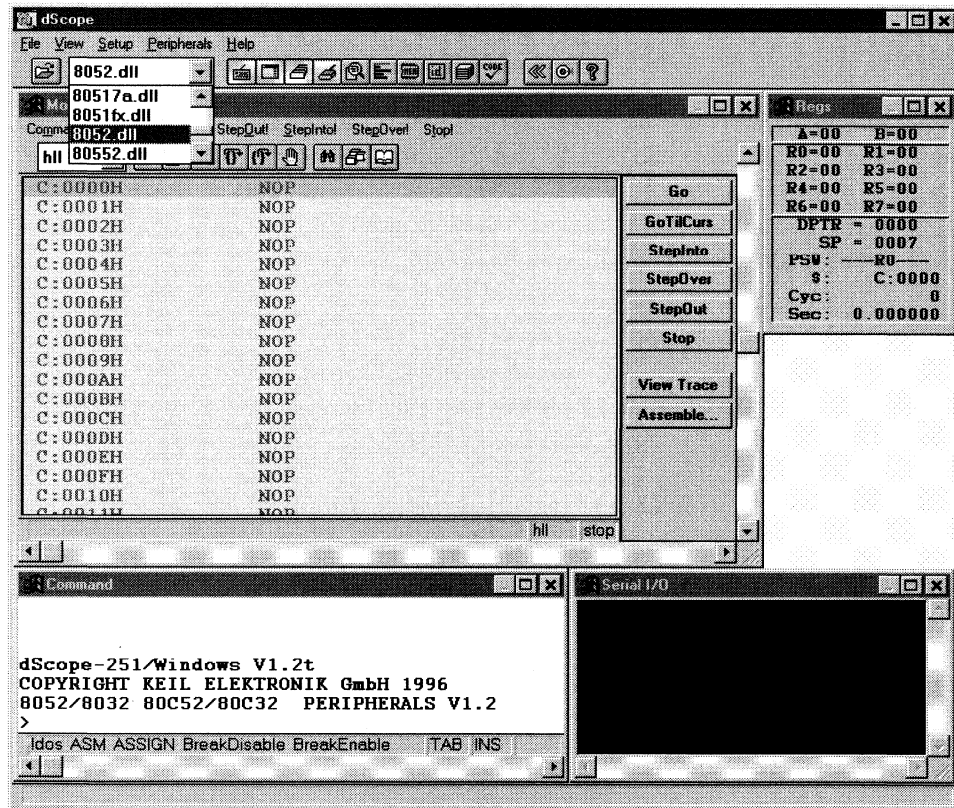 dScope
File View Setup Peripherals Help
8052.dll
80517a.dll
8051fx.dll
8052.dll
80552.dll
Regs
StepOut! StepInto! StepOver! Stop!
hll
A=00 B=00
R0=00 R1=00
R2=00 R3=00
R4=00 R5=00
R6=00 R7=00
DPTR = 0000
SP = 0007
PSW: ----R0----
$: C:0000
Cyc: 0
Sec: 0.000000
C:0000H NOP
C:0001H NOP
C:0002H NOP
C:0003H NOP
C:0004H NOP
C:0005H NOP
C:0006H NOP
C:0007H NOP
C:0008H NOP
C:0009H NOP
C:000AH NOP
C:000BH NOP
C:000CH NOP
C:000DH NOP
C:000EH NOP
C:000FH NOP
C:0010H NOP
C:0011H NOP
Go
GoTilCurs
StepInto
StepOver
StepOut
Stop
View Trace
Assemble...
hll stop
Command
dScope-251/Windows V1.2t
COPYRIGHT KEIL ELEKTRONIK GmbH 1996
8052/8032 80C52/80C32 PERIPHERALS V1.2
>
Idos ASM ASSIGN BreakDisable BreakEnable TAB INS
Serial I/O